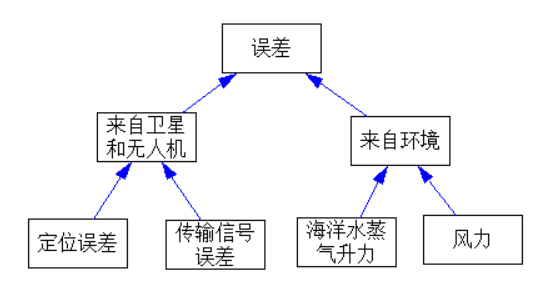 误差
来自卫星
和无人机
来自环境
定位误差
传输信号
误差
海洋水蒸
气升力
风力